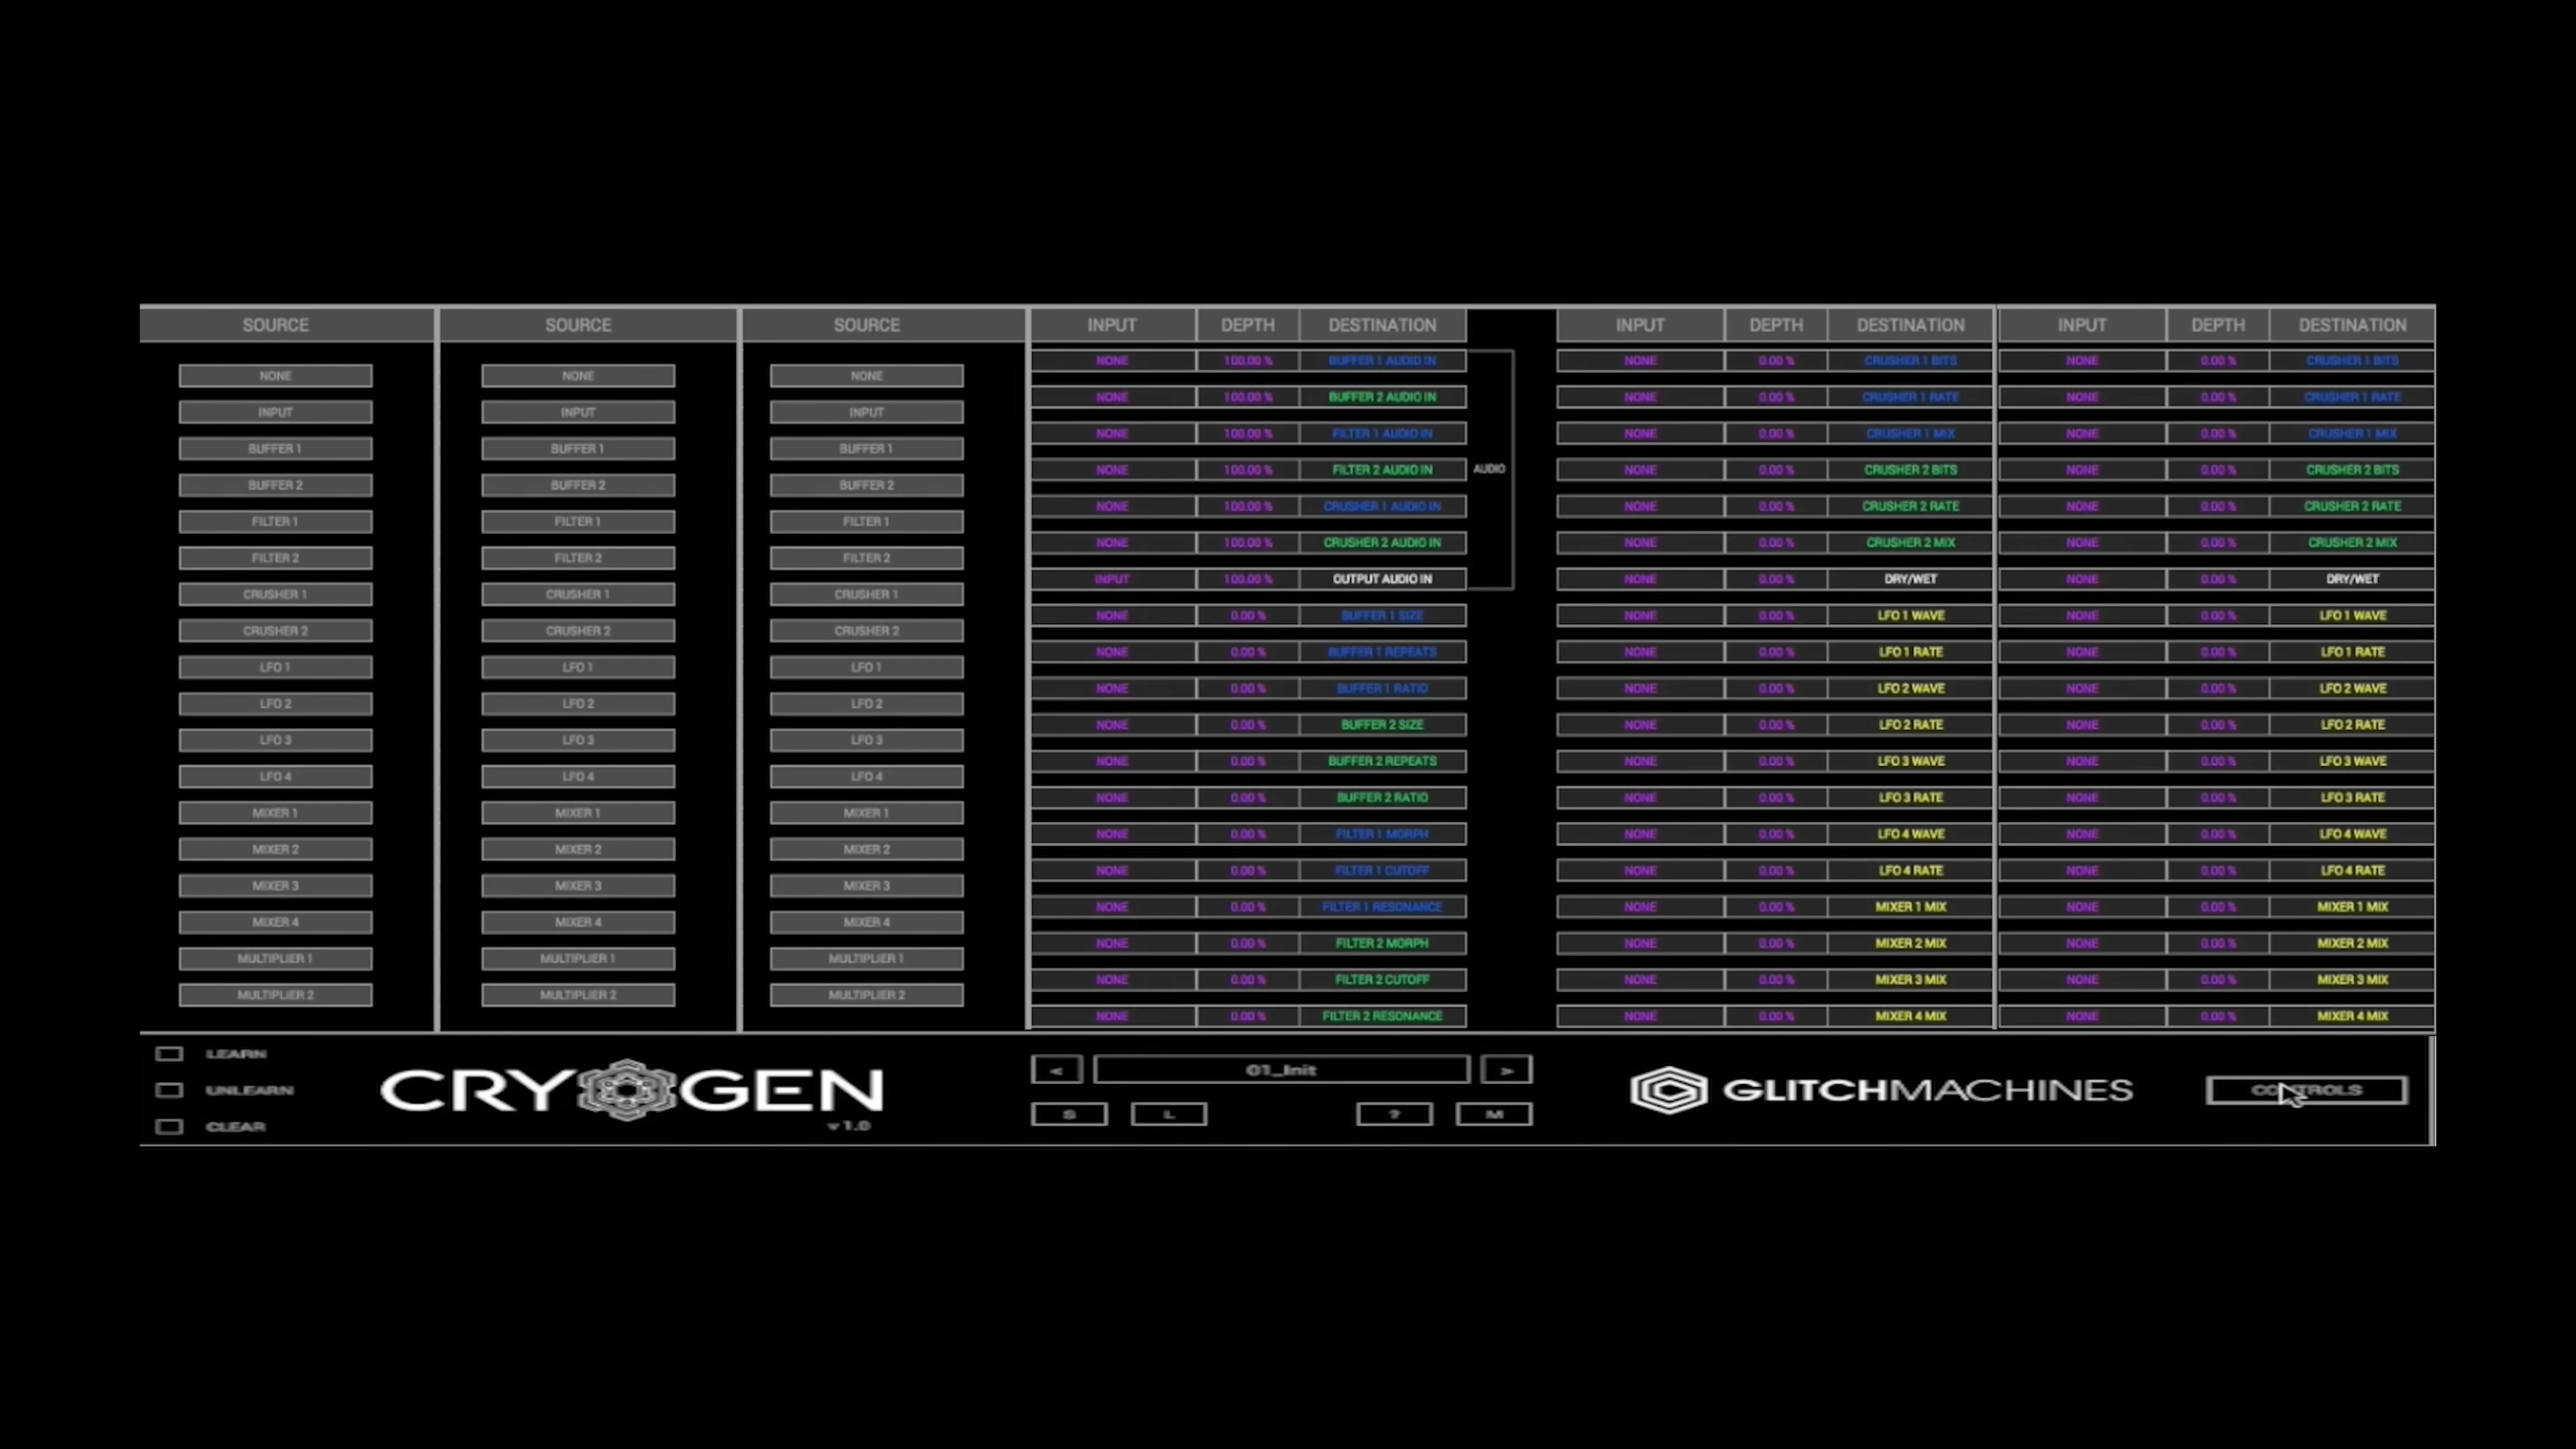 SOURCE SOURCE SOURCE INPUT DEPTH DESTINATION INPUT DEPTH DESTINATION INPUT DEPTH DESTINATION
NONE NONE NONE
INPUT INPUT INPUT
BUFFER 1 BUFFER 1 BUFFER 1
BUFFER 2 BUFFER 2 BUFFER 2
FILTER 1 FILTER 1 FILTER 1
FILTER 2 FILTER 2 FILTER 2
CRUSHER 1 CRUSHER 1 CRUSHER 1
CRUSHER 2 CRUSHER 2 CRUSHER 2
LFO 1 LFO 1 LFO 1
LFO 2 LFO 2 LFO 2
LFO 3 LFO 3 LFO 3
LFO 4 LFO 4 LFO 4
MIXER 1 MIXER 1 MIXER 1
MIXER 2 MIXER 2 MIXER 2
MIXER 3 MIXER 3 MIXER 3
MIXER 4 MIXER 4 MIXER 4
MULTIPLIER 1 MULTIPLIER 1 MULTIPLIER 1
MULTIPLIER 2 MULTIPLIER 2 MULTIPLIER 2
NONE 100.00 % BUFFER 1 AUDIO IN NONE 0.00 % CRUSHER 1 BITS NONE 0.00 % CRUSHER 1 BITS
NONE 100.00 % BUFFER 2 AUDIO IN NONE 0.00 % CRUSHER 1 RATE NONE 0.00 % CRUSHER 1 RATE
NONE 100.00 % FILTER 1 AUDIO IN NONE 0.00 % CRUSHER 1 MIX NONE 0.00 % CRUSHER 1 MIX
NONE 100.00 % FILTER 2 AUDIO IN AUDIO NONE 0.00 % CRUSHER 2 BITS NONE 0.00 % CRUSHER 2 BITS
NONE 100.00 % CRUSHER 1 AUDIO IN NONE 0.00 % CRUSHER 2 RATE NONE 0.00 % CRUSHER 2 RATE
NONE 100.00 % CRUSHER 2 AUDIO IN NONE 0.00 % CRUSHER 2 MIX NONE 0.00 % CRUSHER 2 MIX
INPUT 100.00 % OUTPUT AUDIO IN NONE 0.00 % DRY/WET NONE 0.00 % DRY/WET
NONE 0.00 % BUFFER 1 SIZE NONE 0.00 % LFO 1 WAVE NONE 0.00 % LFO 1 WAVE
NONE 0.00 % BUFFER 1 REPEATS NONE 0.00 % LFO 1 RATE NONE 0.00 % LFO 1 RATE
NONE 0.00 % BUFFER 1 RATIO NONE 0.00 % LFO 2 WAVE NONE 0.00 % LFO 2 WAVE
NONE 0.00 % BUFFER 2 SIZE NONE 0.00 % LFO 2 RATE NONE 0.00 % LFO 2 RATE
NONE 0.00 % BUFFER 2 REPEATS NONE 0.00 % LFO 3 WAVE NONE 0.00 % LFO 3 WAVE
NONE 0.00 % BUFFER 2 RATIO NONE 0.00 % LFO 3 RATE NONE 0.00 % LFO 3 RATE
NONE 0.00 % FILTER 1 MORPH NONE 0.00 % LFO 4 WAVE NONE 0.00 % LFO 4 WAVE
NONE 0.00 % FILTER 1 CUTOFF NONE 0.00 % LFO 4 RATE NONE 0.00 % LFO 4 RATE
NONE 0.00 % FILTER 1 RESONANCE NONE 0.00 % MIXER 1 MIX NONE 0.00 % MIXER 1 MIX
NONE 0.00 % FILTER 2 MORPH NONE 0.00 % MIXER 2 MIX NONE 0.00 % MIXER 2 MIX
NONE 0.00 % FILTER 2 CUTOFF NONE 0.00 % MIXER 3 MIX NONE 0.00 % MIXER 3 MIX
NONE 0.00 % FILTER 2 RESONANCE NONE 0.00 % MIXER 4 MIX NONE 0.00 % MIXER 4 MIX
LEARN
UNLEARN
CLEAR
CRYOGEN
v 1.0
< 01_Init >
S L ? M
GLITCHMACHINES
CONTROLS